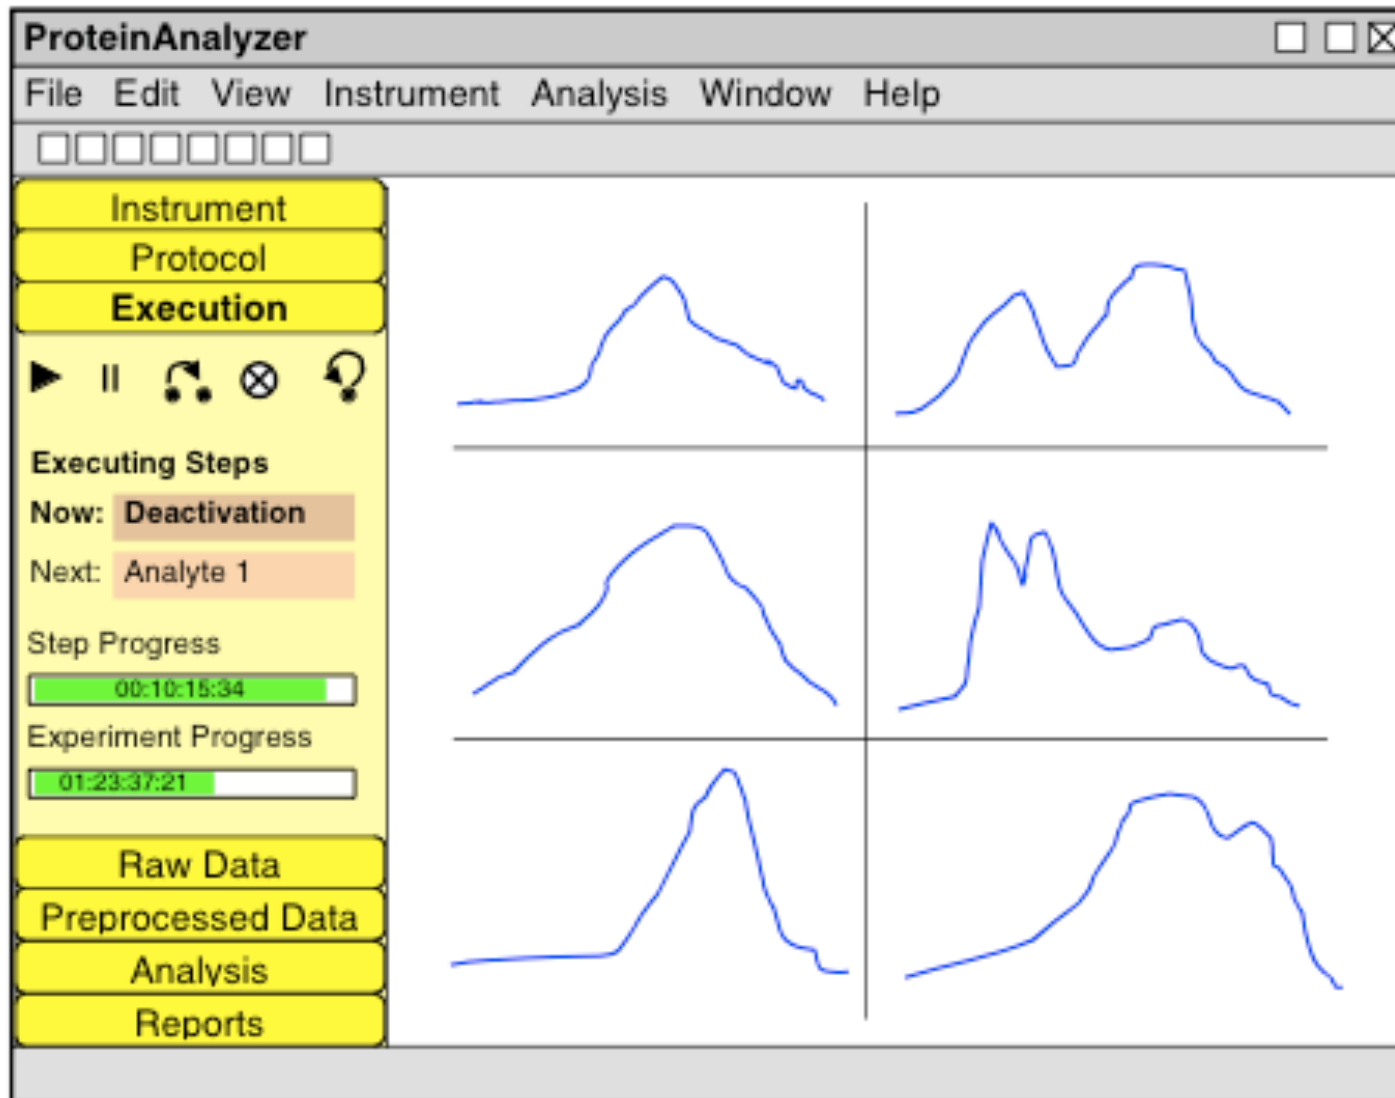 ProteinAnalyzer
File Edit View Instrument Analysis Window Help
Instrument
Protocol
Execution
Executing Steps
Now: Deactivation
Next: Analyte 1
Step Progress
00:10:15:34
Experiment Progress
01:23:37:21
Raw Data
Preprocessed Data
Analysis
Reports